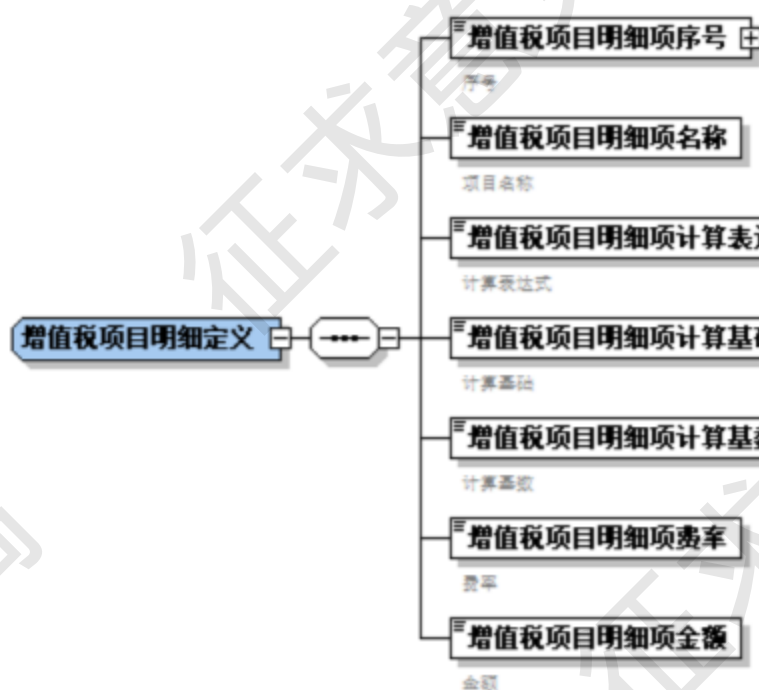 增值税项目明细项序号
序号
增值税项目明细项名称
项目名称
增值税项目明细项计算表
计算表达式
增值税项目明细定义
增值税项目明细项计算基
计算基础
增值税项目明细项计算基
计算基数
增值税项目明细项费率
费率
增值税项目明细项金额
金额
征求意
征求